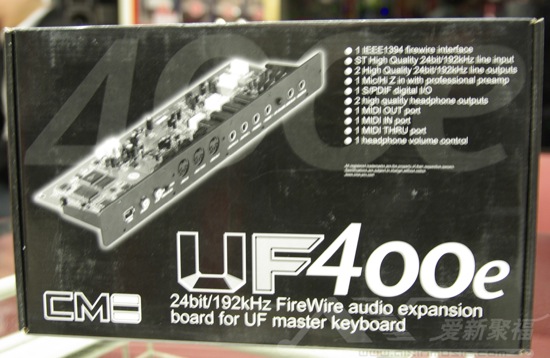 400e
1 IEEE1394 firewire interface
ST High Quality 24bit/192kHz line input
2 High Quality 24bit/192kHz line outputs
1 Mic/Hi Z in with professional preamp
1 S/PDIF digital I/O
2 high quality headphone outputs
1 MIDI OUT port
1 MIDI IN port
1 MIDI THRU port
1 headphone volume control
UF400e
CME
24bit/192kHz FireWire audio expansion
board for UF master keyboard
爱新聚福